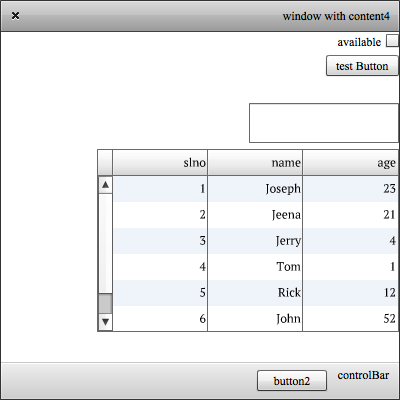 window with content4
available
test Button
slno name age
1 Joseph 23
2 Jeena 21
3 Jerry 4
4 Tom 1
5 Rick 12
6 John 52
button2 controlBar